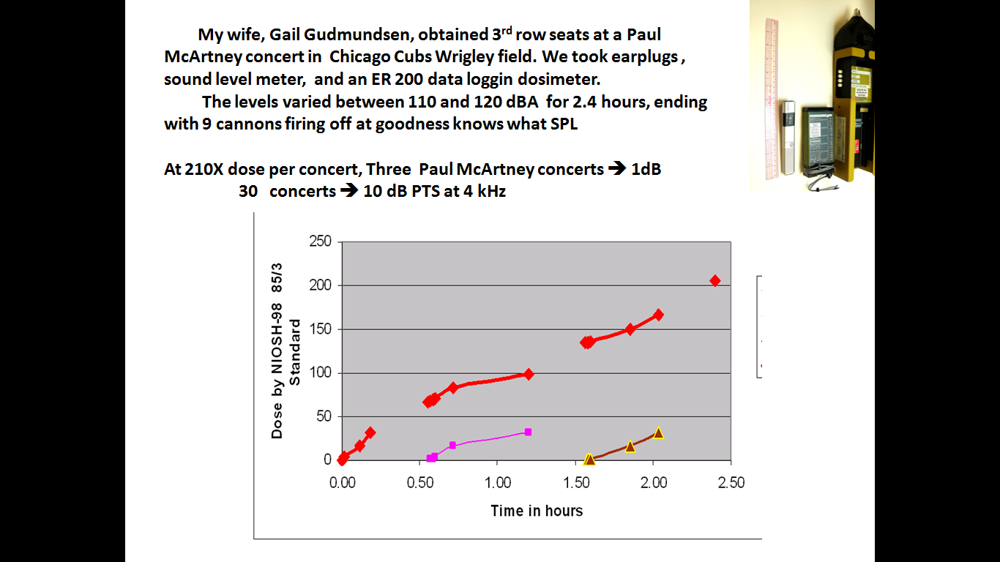 My wife, Gail Gudmundsen, obtained 3rd row seats at a Paul
McArtney concert in Chicago Cubs Wrigley field. We took earplugs ,
sound level meter, and an ER 200 data loggin dosimeter.
The levels varied between 110 and 120 dBA for 2.4 hours, ending
with 9 cannons firing off at goodness knows what SPL
At 210X dose per concert, Three Paul McArtney concerts ➔ 1dB
30 concerts ➔ 10 dB PTS at 4 kHz
Dose by NIOSH-98 85/3
Standard
250
200
150
100
50
0
0.00 0.50 1.00 1.50 2.00 2.50
Time in hours